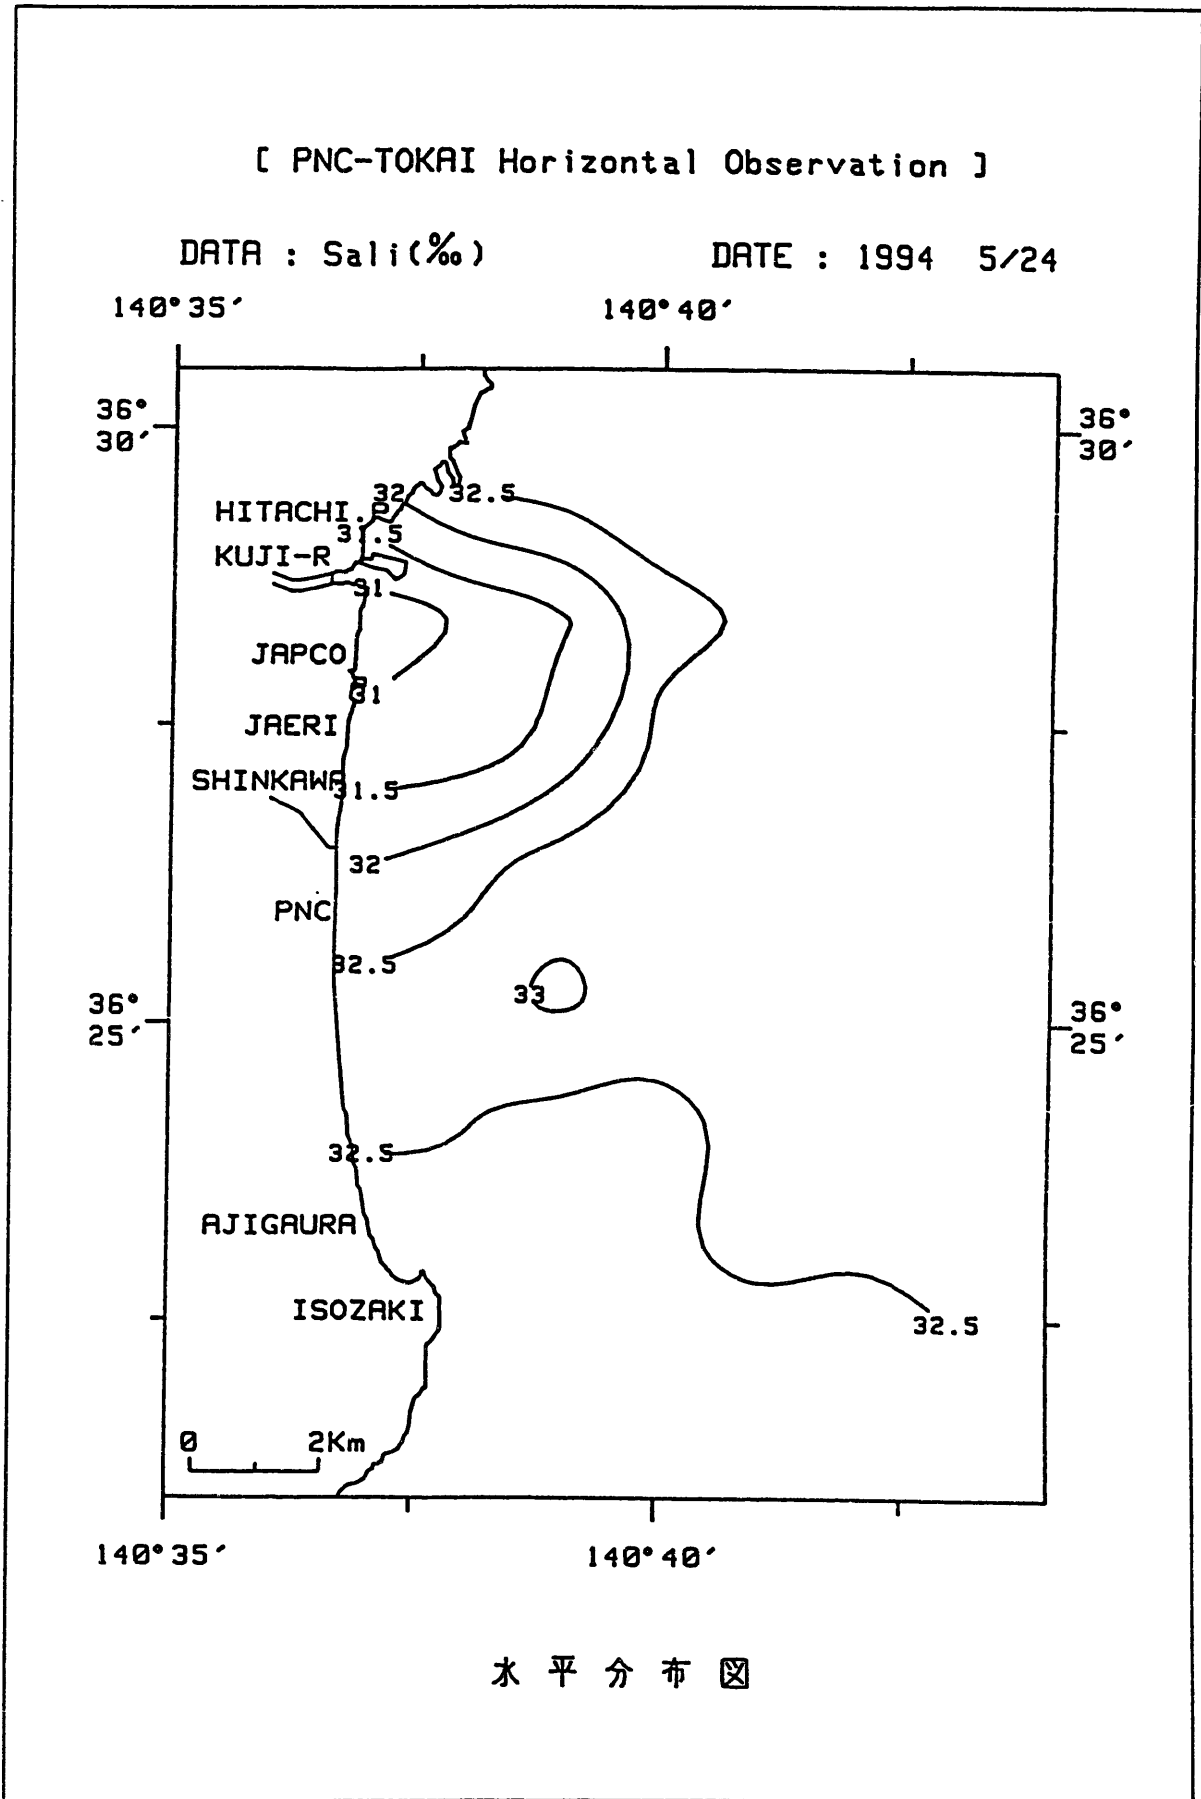 [ PNC-TOKAI Horizontal Observation ]
DATA : Sali(‰)
DATE : 1994 5/24
140°35′
140°40′
36°
30′
36°
30′
32
32.5
HITACHI.P
31.5
KUJI-R
31
JAPCO
31
JAERI
SHINKAWA
31.5
32
PNC
32.5
33
36°
25′
36°
25′
32.5
AJIGAURA
ISOZAKI
32.5
0
2Km
140°35′
140°40′
水平分布図